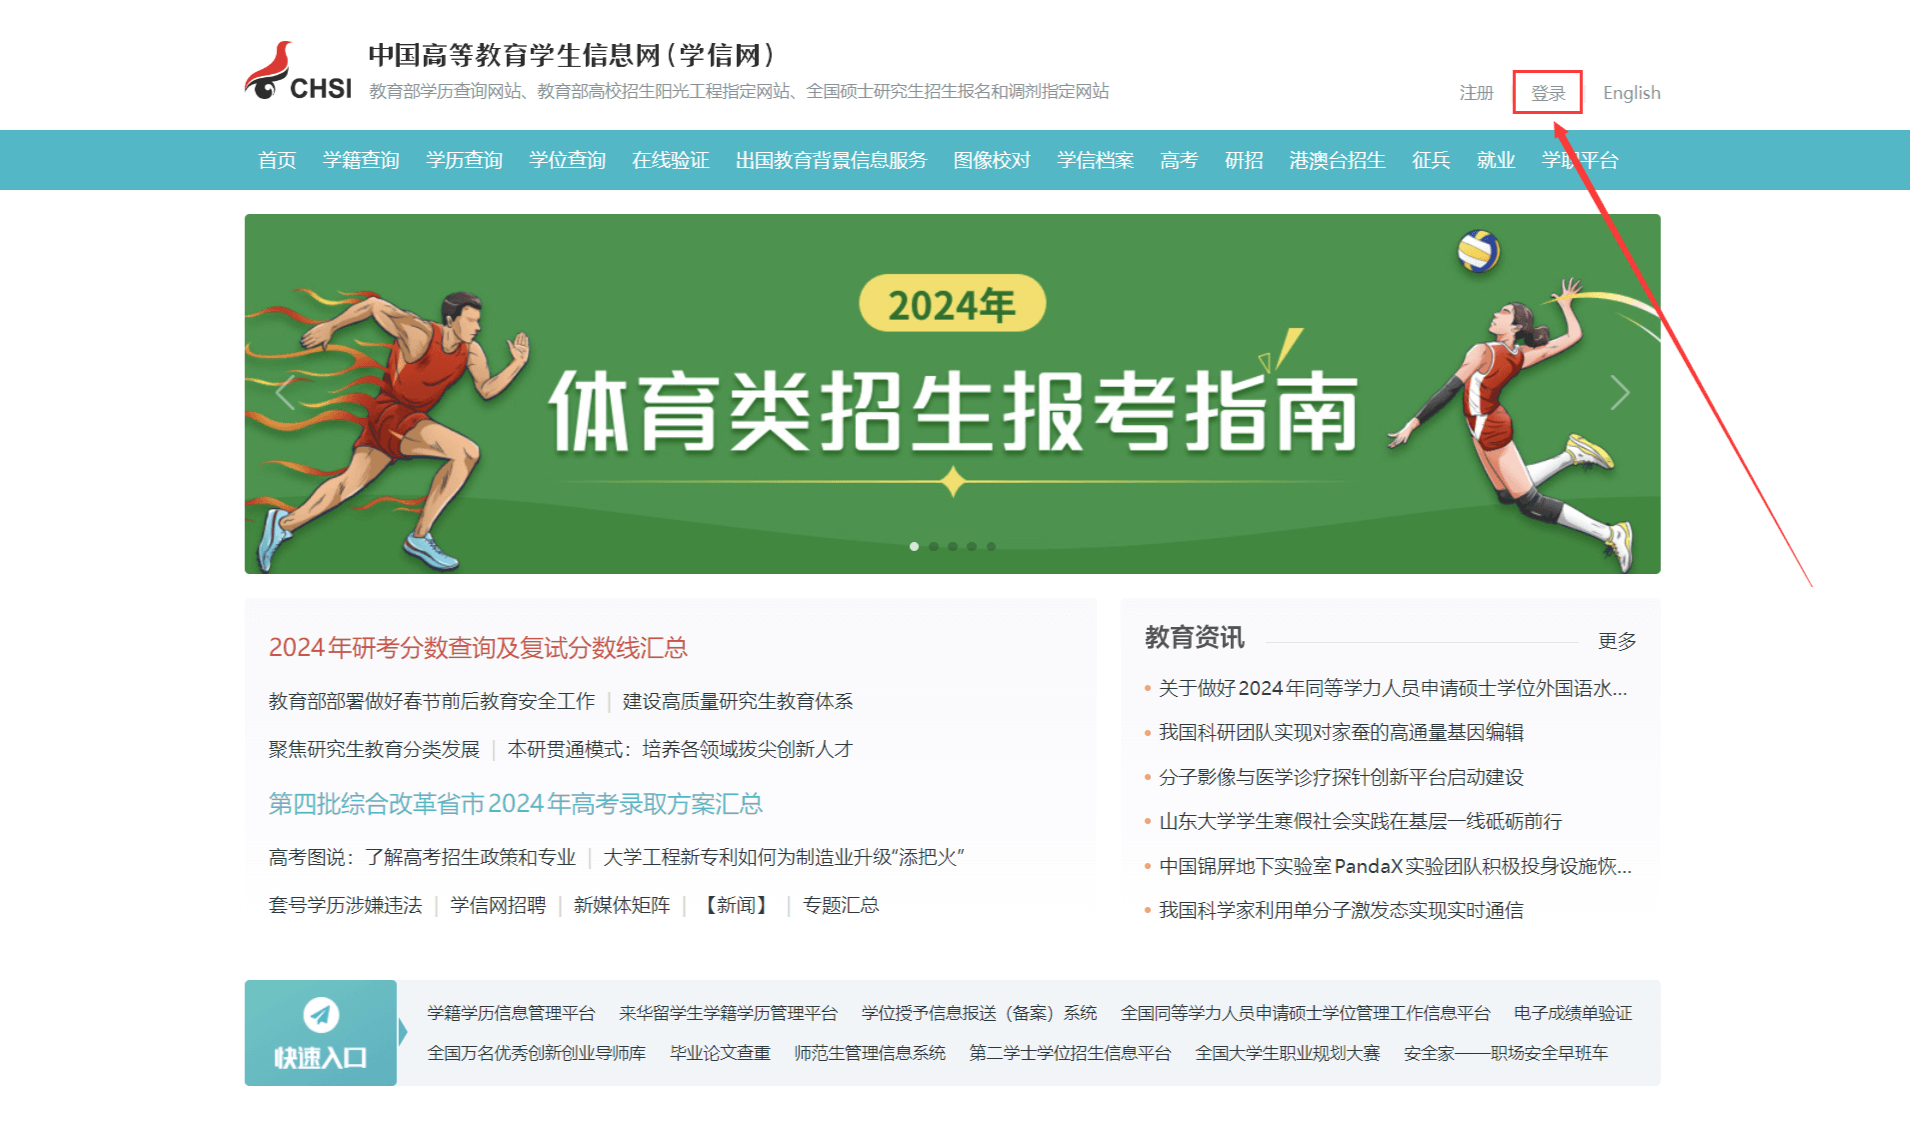 中国高等教育学生信息网(学信网)
CHSI
教育部学历查询网站、教育部高校招生阳光工程指定网站、全国硕士研究生招生报名和调剂指定网站
注册 登录 English
首页 学籍查询 学历查询 学位查询 在线验证 出国教育背景信息服务 图像校对 学信档案 高考 研招 港澳台招生 征兵 就业 学职平台
2024年
体育类招生报考指南
2024年研考分数查询及复试分数线汇总
教育部部署做好春节前后教育安全工作 | 建设高质量研究生教育体系
聚焦研究生教育分类发展 | 本研贯通模式：培养各领域拔尖创新人才
第四批综合改革省市2024年高考录取方案汇总
高考图说：了解高考招生政策和专业 | 大学工程新专利如何为制造业升级“添把火”
套号学历涉嫌违法 | 学信网招聘 | 新媒体矩阵 | 【新闻】 | 专题汇总
教育资讯 更多
• 关于做好2024年同等学力人员申请硕士学位外国语水...
• 我国科研团队实现对家蚕的高通量基因编辑
• 分子影像与医学诊疗探针创新平台启动建设
• 山东大学学生寒假社会实践在基层一线砥砺前行
• 中国锦屏地下实验室PandaX实验团队积极投身设施恢...
• 我国科学家利用单分子激发态实现实时通信
快速入口
学籍学历信息管理平台 来华留学生学籍学历管理平台 学位授予信息报送（备案）系统 全国同等学力人员申请硕士学位管理工作信息平台 电子成绩单验证
全国万名优秀创新创业导师库 毕业论文查重 师范生管理信息系统 第二学士学位招生信息平台 全国大学生职业规划大赛 安全家——职场安全早班车